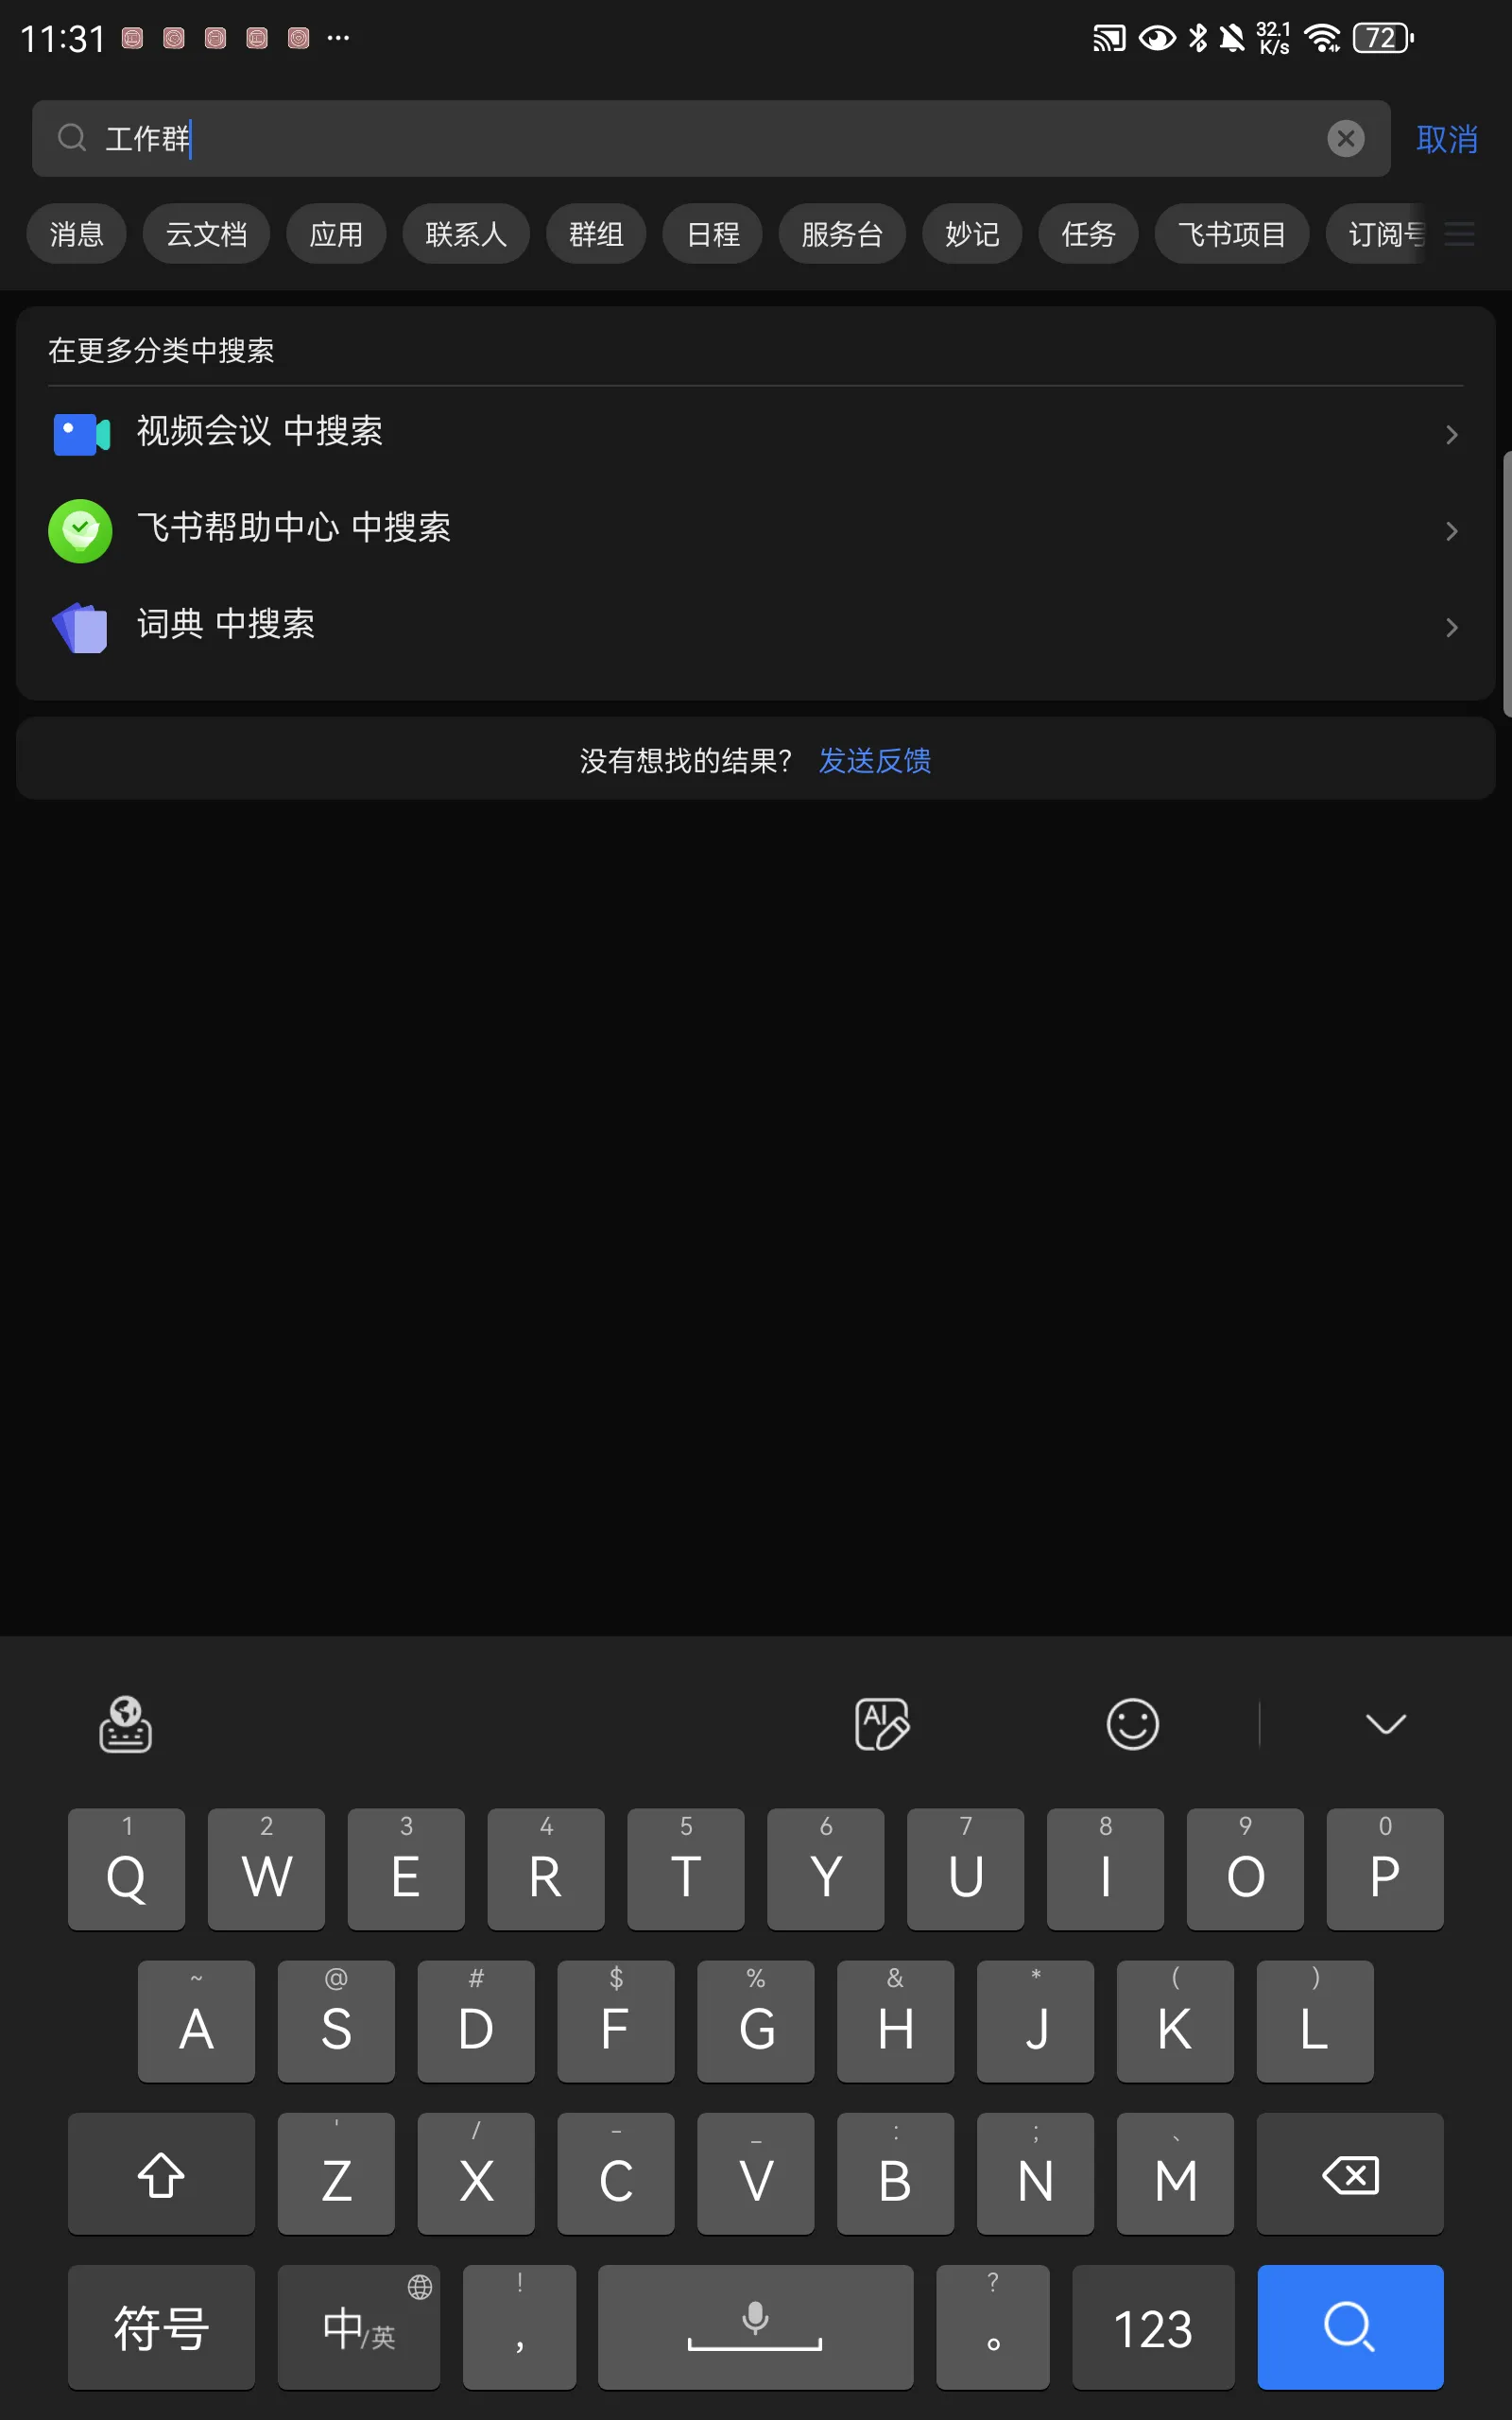 11:31
32.1 K/s
72
工作群
取消
消息 云文档 应用 联系人 群组 日程 服务台 妙记 任务 飞书项目 订阅号
在更多分类中搜索
视频会议 中搜索
飞书帮助中心 中搜索
词典 中搜索
没有想找的结果? 发送反馈
AI
1 2 3 4 5 6 7 8 9 0
Q W E R T Y U I O P
~ @ # $ % & * ( )
A S D F G H J K L
' / - _ : ; 、
Z X C V B N M
! ?
符号 中/英 , 。 123